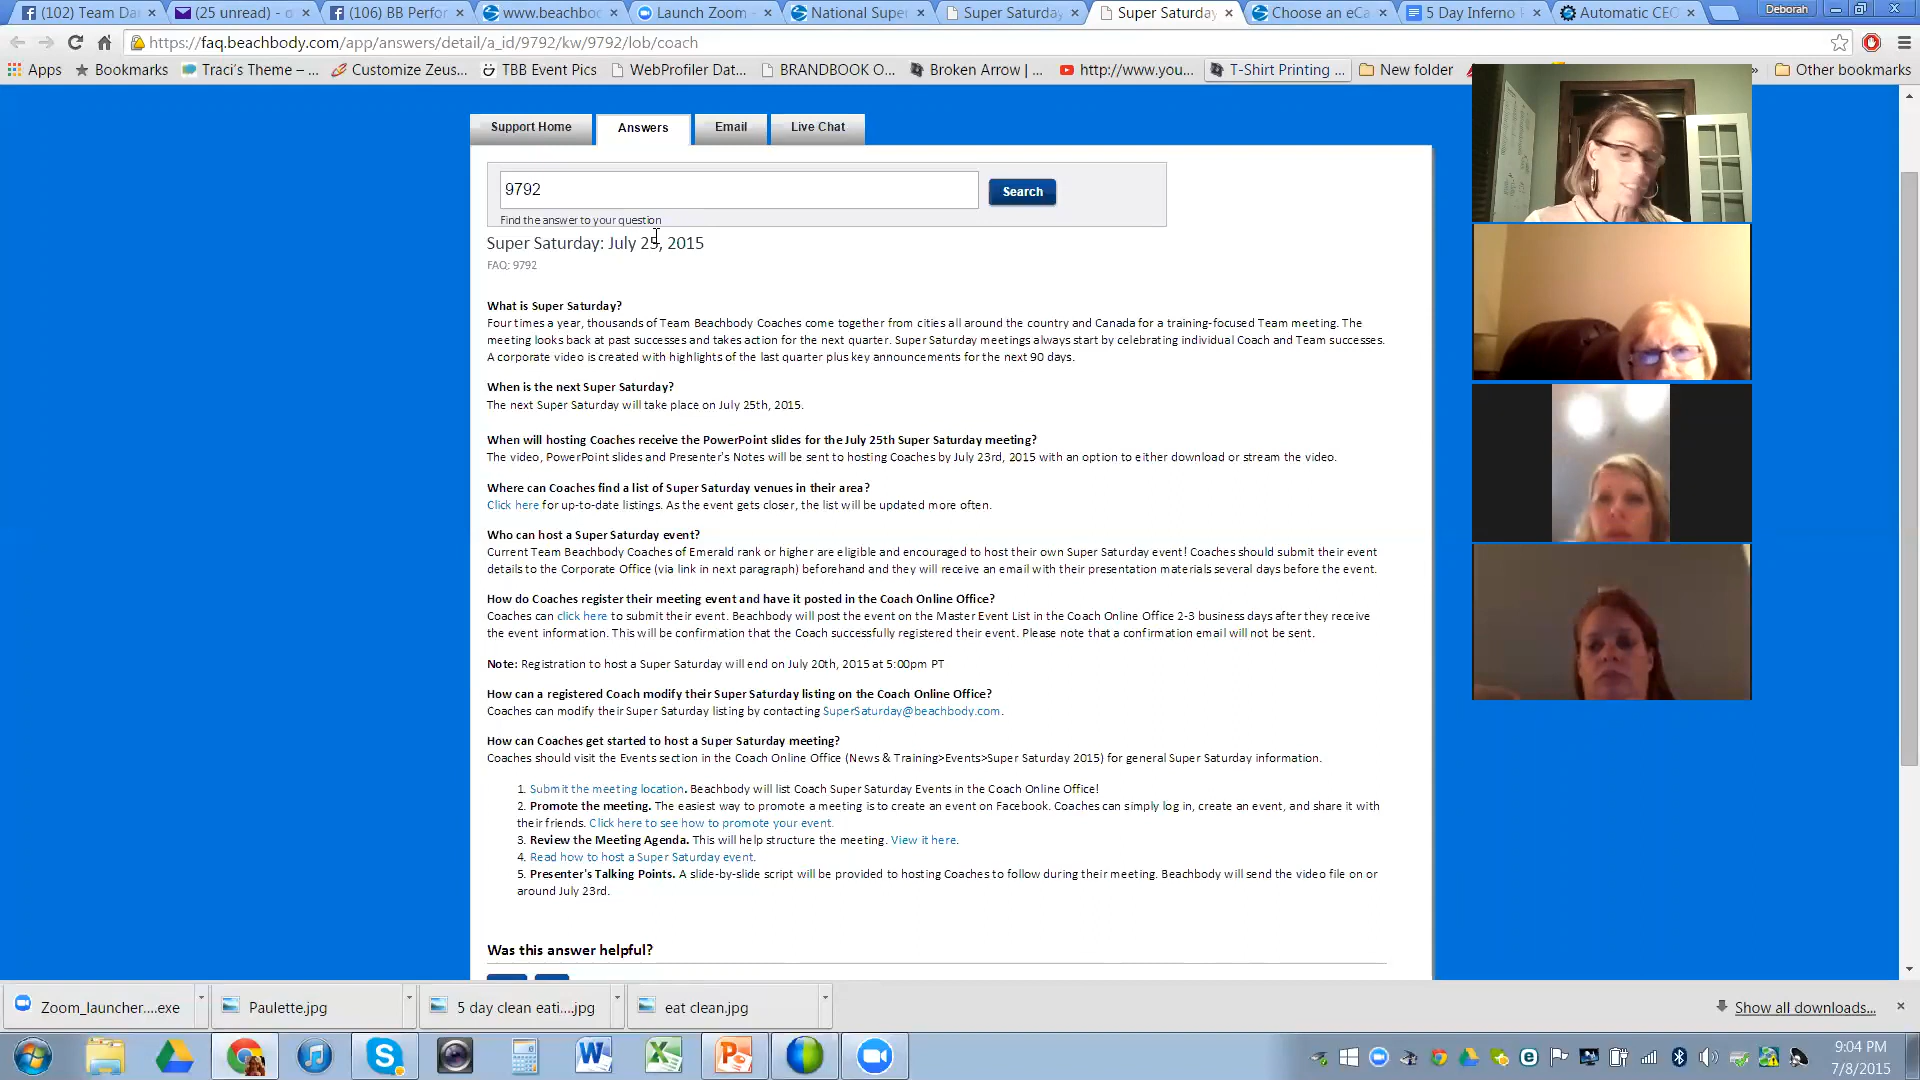 (102) Team Da
(25 unread) - o
(106) BB Perfor
www.beachbo
Launch Zoom -
National Supe
Super Saturda
Super Saturday
Choose an eCa
5 Day Inferno
Automatic CEO
Deborah
https://faq.beachbody.com/app/answers/detail/a_id/9792/kw/9792/lob/coach
Apps
Bookmarks
Traci's Theme – ...
Customize Zeus...
TBB Event Pics
WebProfiler Dat...
BRANDBOOK O...
Broken Arrow | ...
http://www.you...
T-Shirt Printing ...
New folder
»
Other bookmarks
Support Home
Answers
Email
Live Chat
9792
Search
Find the answer to your question
Super Saturday: July 25, 2015
FAQ: 9792
What is Super Saturday?
Four times a year, thousands of Team Beachbody Coaches come together from cities all around the country and Canada for a training-focused Team meeting. The
meeting looks back at past successes and takes action for the next quarter. Super Saturday meetings always start by celebrating individual Coach and Team successes.
A corporate video is created with highlights of the last quarter plus key announcements for the next 90 days.
When is the next Super Saturday?
The next Super Saturday will take place on July 25th, 2015.
When will hosting Coaches receive the PowerPoint slides for the July 25th Super Saturday meeting?
The video, PowerPoint slides and Presenter's Notes will be sent to hosting Coaches by July 23rd, 2015 with an option to either download or stream the video.
Where can Coaches find a list of Super Saturday venues in their area?
Click here for up-to-date listings. As the event gets closer, the list will be updated more often.
Who can host a Super Saturday event?
Current Team Beachbody Coaches of Emerald rank or higher are eligible and encouraged to host their own Super Saturday event! Coaches should submit their event
details to the Corporate Office (via link in next paragraph) beforehand and they will receive an email with their presentation materials several days before the event.
How do Coaches register their meeting event and have it posted in the Coach Online Office?
Coaches can click here to submit their event. Beachbody will post the event on the Master Event List in the Coach Online Office 2-3 business days after they receive
the event information. This will be confirmation that the Coach successfully registered their event. Please note that a confirmation email will not be sent.
Note: Registration to host a Super Saturday will end on July 20th, 2015 at 5:00pm PT
How can a registered Coach modify their Super Saturday listing on the Coach Online Office?
Coaches can modify their Super Saturday listing by contacting SuperSaturday@beachbody.com.
How can Coaches get started to host a Super Saturday meeting?
Coaches should visit the Events section in the Coach Online Office (News & Training>Events>Super Saturday 2015) for general Super Saturday information.
1. Submit the meeting location. Beachbody will list Coach Super Saturday Events in the Coach Online Office!
2. Promote the meeting. The easiest way to promote a meeting is to create an event on Facebook. Coaches can simply log in, create an event, and share it with
their friends. Click here to see how to promote your event.
3. Review the Meeting Agenda. This will help structure the meeting. View it here.
4. Read how to host a Super Saturday event.
5. Presenter's Talking Points. A slide-by-slide script will be provided to hosting Coaches to follow during their meeting. Beachbody will send the video file on or
around July 23rd.
Was this answer helpful?
Zoom_launcher....exe
Paulette.jpg
5 day clean eati....jpg
eat clean.jpg
Show all downloads...
9:04 PM
7/8/2015